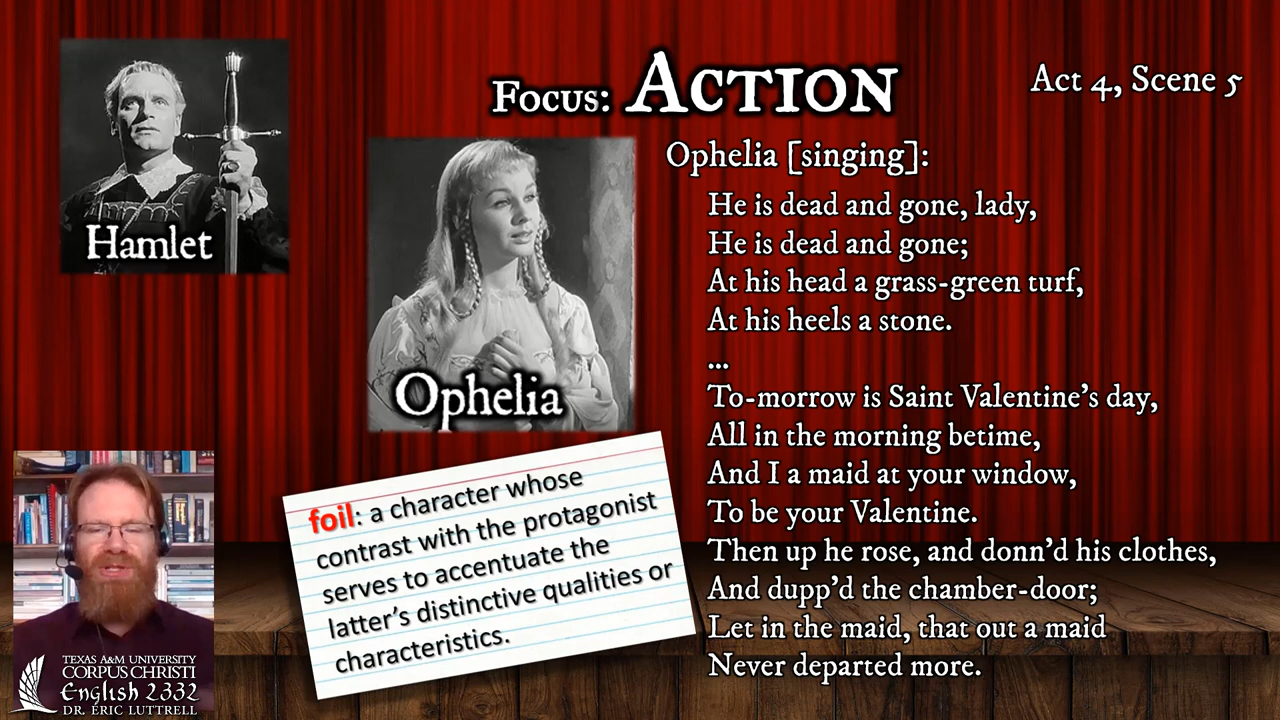 Focus: Action
Act 4, Scene 5
Hamlet
Ophelia
Ophelia [singing]:
He is dead and gone, lady,
He is dead and gone;
At his head a grass-green turf,
At his heels a stone.
...
To-morrow is Saint Valentine's day,
All in the morning betime,
And I a maid at your window,
To be your Valentine.
Then up he rose, and donn'd his clothes,
And dupp'd the chamber-door;
Let in the maid, that out a maid
Never departed more.
foil: a character whose
contrast with the protagonist
serves to accentuate the
latter's distinctive qualities or
characteristics.
TEXAS A&M UNIVERSITY
CORPUS CHRISTI
English 2332
DR. ERIC LUTTRELL